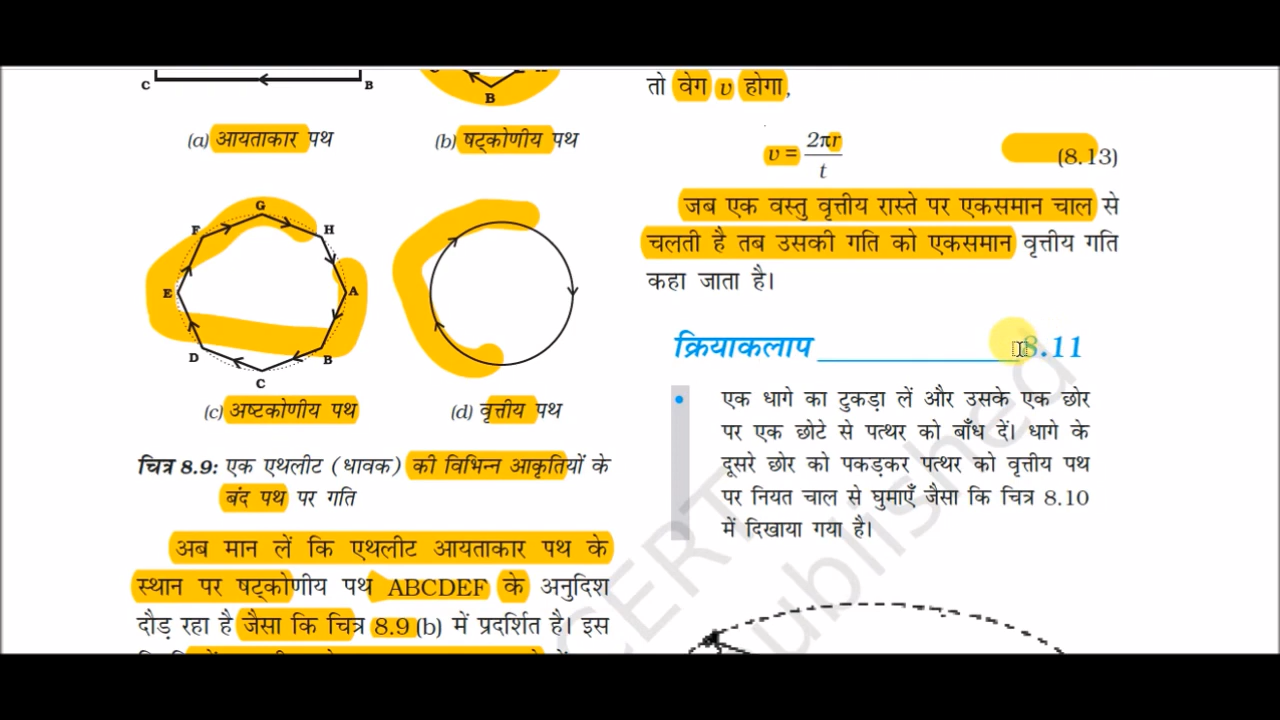 C B
B
(a) आयताकार पथ (b) षट्कोणीय पथ
G
F H
E A
D B
C
(c) अष्टकोणीय पथ (d) वृत्तीय पथ
चित्र 8.9: एक एथलीट (धावक) की विभिन्न आकृतियों के
बंद पथ पर गति
अब मान लें कि एथलीट आयताकार पथ के
स्थान पर षट्कोणीय पथ ABCDEF के अनुदिश
दौड़ रहा है जैसा कि चित्र 8.9 (b) में प्रदर्शित है। इस
तो वेग v होगा,
v = 2πr/t (8.13)
जब एक वस्तु वृत्तीय रास्ते पर एकसमान चाल से
चलती है तब उसकी गति को एकसमान वृत्तीय गति
कहा जाता है।
क्रियाकलाप 8.11
• एक धागे का टुकड़ा लें और उसके एक छोर
पर एक छोटे से पत्थर को बाँध दें। धागे के
दूसरे छोर को पकड़कर पत्थर को वृत्तीय पथ
पर नियत चाल से घुमाएँ जैसा कि चित्र 8.10
में दिखाया गया है।